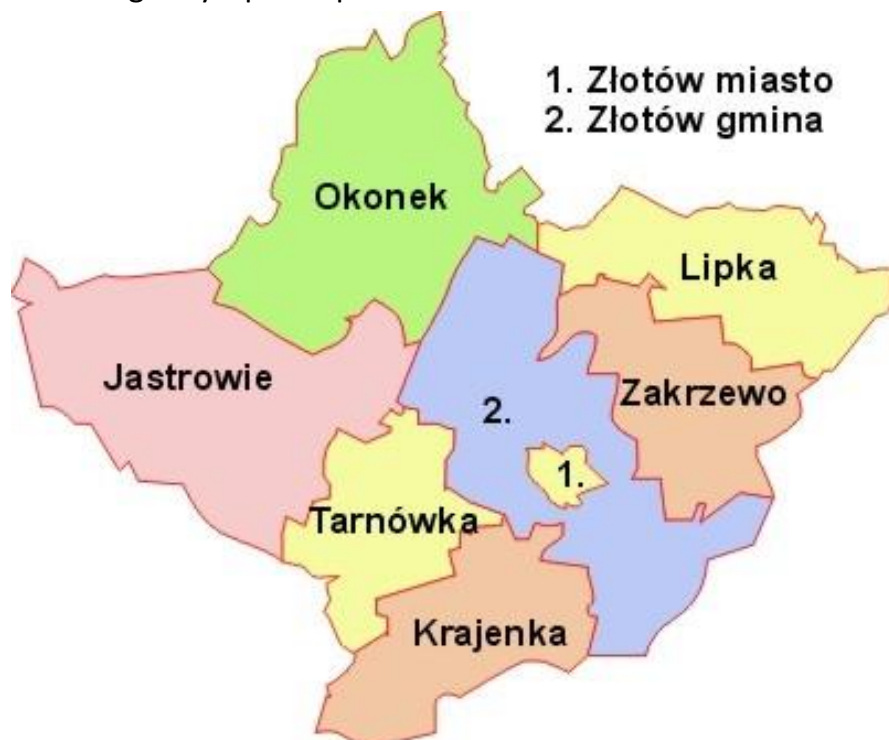 1. Złotów miasto
2. Złotów gmina
Okonek
Lipka
Jastrowie
Zakrzewo
2.
1.
Tarnówka
Krajenka